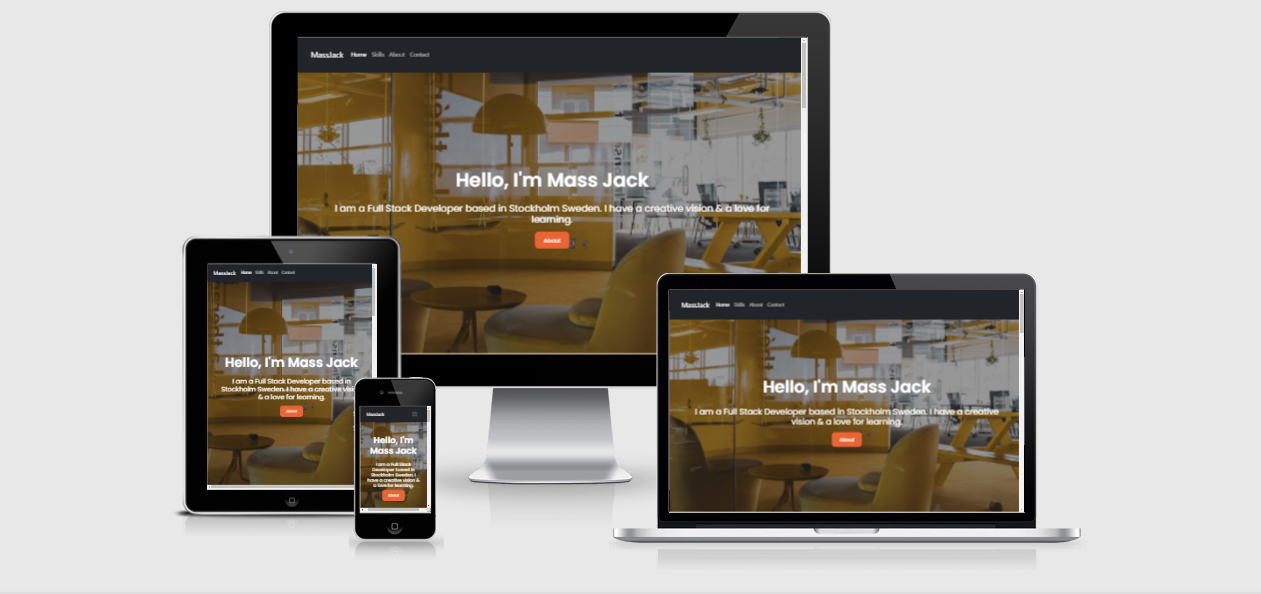 MassJack Home Skills About Contact
Hello, I'm Mass Jack
I am a Full Stack Developer based in Stockholm Sweden. I have a creative vision & a love for
learning.
About
MassJack Home Skills About Contact
Hello, I'm Mass Jack
I am a Full Stack Developer based in
Stockholm Sweden. I have a creative
& a love for learning.
About
MassJack
Hello, I'm
Mass Jack
I am a Full Stack
Developer based in
Stockholm Sweden. I
have a creative vision &
a love for learning.
About
MassJack Home Skills About Contact
Hello, I'm Mass Jack
I am a Full Stack Developer based in Stockholm Sweden. I have a creative
vision & a love for learning.
About